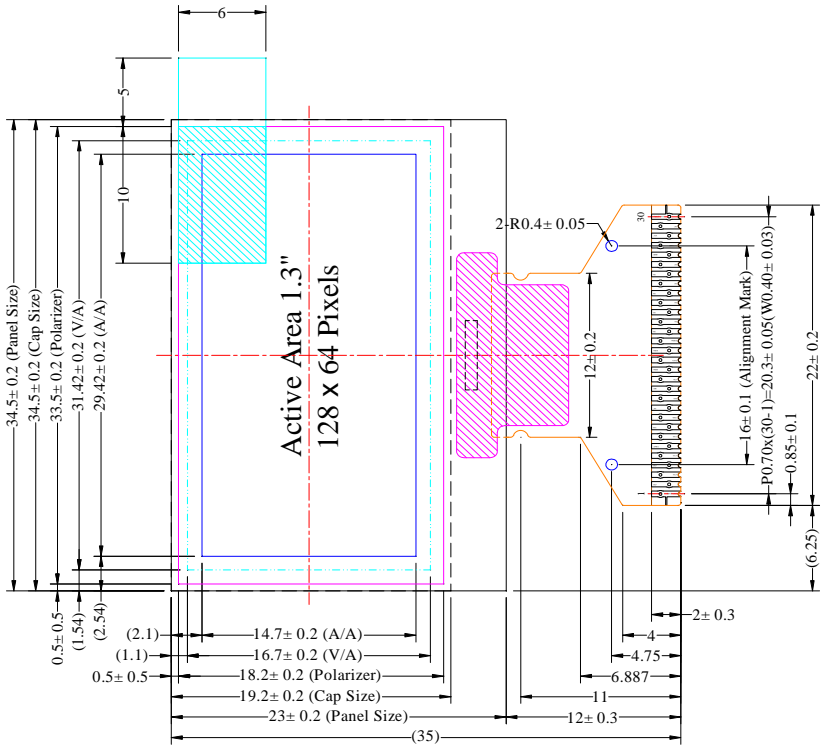 6
5
10
34.5± 0.2 (Panel Size)
34.5± 0.2 (Cap Size)
33.5± 0.2 (Polarizer)
31.42± 0.2 (V/A)
29.42± 0.2 (A/A)
Active Area 1.3"
128 x 64 Pixels
2-R0.4± 0.05
30
12± 0.2
16± 0.1 (Alignment Mark)
P0.70x(30-1)=20.3± 0.05(W0.40± 0.03)
0.85± 0.1
22± 0.2
(6.25)
0.5± 0.5
(1.54)
(2.54)
(2.1)
14.7± 0.2 (A/A)
(1.1)
16.7± 0.2 (V/A)
0.5± 0.5
18.2± 0.2 (Polarizer)
19.2± 0.2 (Cap Size)
23± 0.2 (Panel Size)
(35)
2± 0.3
4
4.75
6.887
11
12± 0.3